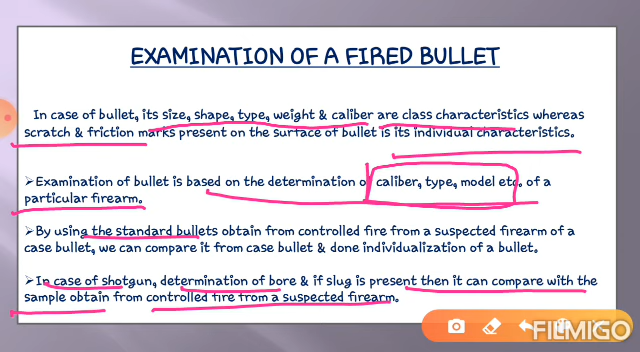 EXAMINATION OF A FIRED BULLET
In case of bullet, its size, shape, type, weight & caliber are class characteristics whereas
scratch & friction marks present on the surface of bullet is its individual characteristics.
➢Examination of bullet is based on the determination of caliber, type, model etc. of a
particular firearm.
➢By using the standard bullets obtain from controlled fire from a suspected firearm of a
case bullet, we can compare it from case bullet & done individualization of a bullet.
➢In case of shotgun, determination of bore & if slug is present then it can compare with the
sample obtain from controlled fire from a suspected firearm.
FILMIGO